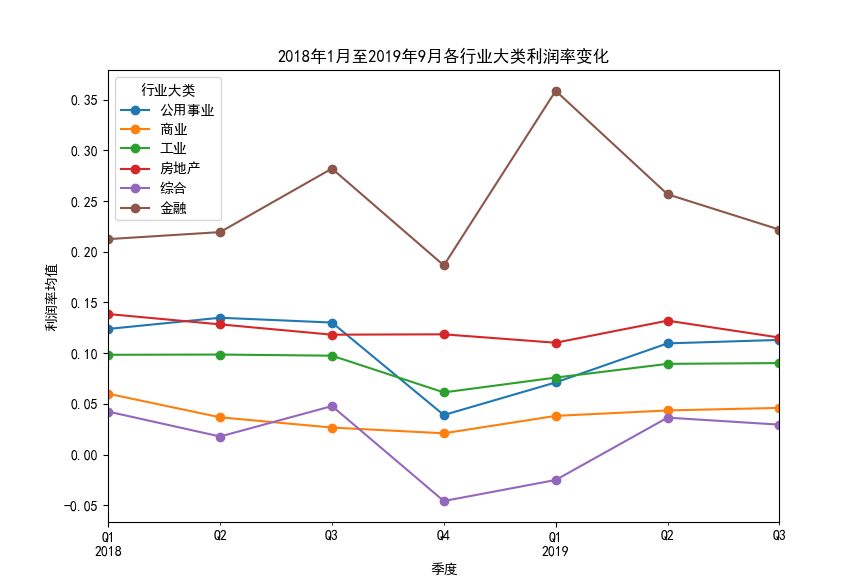 2018年1月至2019年9月各行业大类利润率变化
行业大类
公用事业
商业
工业
房地产
综合
金融
利润率均值
0.35
0.30
0.25
0.20
0.15
0.10
0.05
0.00
−0.05
Q1 Q2 Q3 Q4 Q1 Q2 Q3
2018 2019
季度